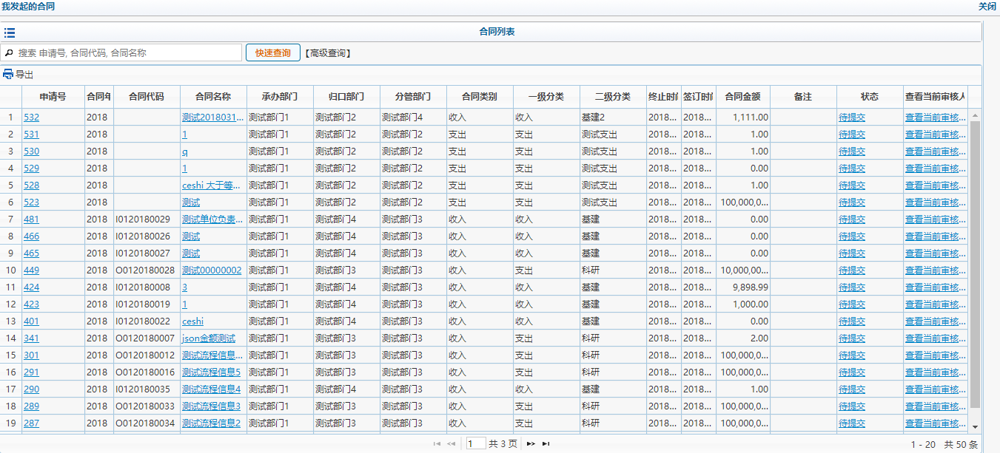 我发起的合同 关闭
合同列表
搜索 申请号, 合同代码, 合同名称 快速查询 【高级查询】
导出
申请号 合同年 合同代码 合同名称 承办部门 归口部门 分管部门 合同类别 一级分类 二级分类 终止时间 签订时间 合同金额 备注 状态 查看当前审核人
1 532 2018 测试2018031... 测试部门1 测试部门2 测试部门4 收入 收入 基建2 2018... 2018... 1,111.00 待提交 查看当前审核...
2 531 2018 1 测试部门1 测试部门2 测试部门2 支出 支出 测试支出 2018... 2018... 1.00 待提交 查看当前审核...
3 530 2018 q 测试部门1 测试部门2 测试部门2 支出 支出 测试支出 2018... 2018... 1.00 待提交 查看当前审核...
4 529 2018 1 测试部门1 测试部门2 测试部门2 支出 支出 测试支出 2018... 2018... 0.00 待提交 查看当前审核...
5 528 2018 ceshi 大于等... 测试部门1 测试部门2 测试部门2 支出 支出 测试支出 2018... 2018... 1.00 待提交 查看当前审核...
6 523 2018 测试 测试部门1 测试部门2 测试部门2 支出 支出 测试支出 2018... 2018... 100,000,0... 待提交 查看当前审核...
7 481 2018 I0120180029 测试单位负责... 测试部门1 测试部门4 测试部门3 收入 收入 基建 2018... 2018... 0.00 待提交 查看当前审核...
8 466 2018 I0120180026 测试 测试部门1 测试部门4 测试部门3 收入 收入 基建 2018... 2018... 0.00 待提交 查看当前审核...
9 465 2018 I0120180027 测试 测试部门1 测试部门4 测试部门3 收入 收入 基建 2018... 2018... 0.00 待提交 查看当前审核...
10 449 2018 O0120180028 测试00000002 测试部门1 测试部门3 测试部门3 收入 支出 科研 2018... 2018... 10,000,00... 待提交 查看当前审核...
11 424 2018 I0120180008 3 测试部门1 测试部门4 测试部门3 收入 收入 基建 2018... 2018... 9,898.99 待提交 查看当前审核...
12 423 2018 I0120180019 1 测试部门1 测试部门4 测试部门3 收入 收入 基建 2018... 2018... 1,000.00 待提交 查看当前审核...
13 401 2018 I0120180022 ceshi 测试部门1 测试部门4 测试部门3 收入 收入 基建 2018... 2018... 0.00 待提交 查看当前审核...
14 341 2018 O0120180007 json金额测试 测试部门1 测试部门3 测试部门3 收入 支出 科研 2018... 2018... 2.00 待提交 查看当前审核...
15 301 2018 O0120180012 测试流程信息... 测试部门1 测试部门3 测试部门3 收入 支出 科研 2018... 2018... 100,000,0... 待提交 查看当前审核...
16 291 2018 O0120180016 测试流程信息5 测试部门1 测试部门3 测试部门3 收入 支出 科研 2018... 2018... 100,000,0... 待提交 查看当前审核...
17 290 2018 I0120180035 测试流程信息4 测试部门1 测试部门4 测试部门3 收入 收入 基建 2018... 2018... 1.00 待提交 查看当前审核...
18 289 2018 O0120180033 测试流程信息3 测试部门1 测试部门3 测试部门3 收入 支出 科研 2018... 2018... 100,000,0... 待提交 查看当前审核...
19 287 2018 O0120180034 测试流程信息2 测试部门1 测试部门3 测试部门3 收入 支出 科研 2018... 2018... 100,000,0... 待提交 查看当前审核...
1 共 3 页 1 - 20 共 50 条